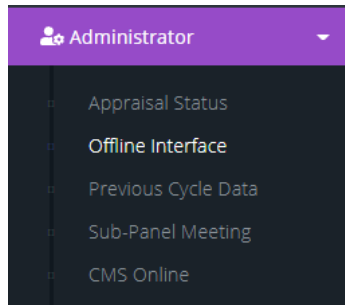 Administrator
Appraisal Status
Offline Interface
Previous Cycle Data
Sub-Panel Meeting
CMS Online